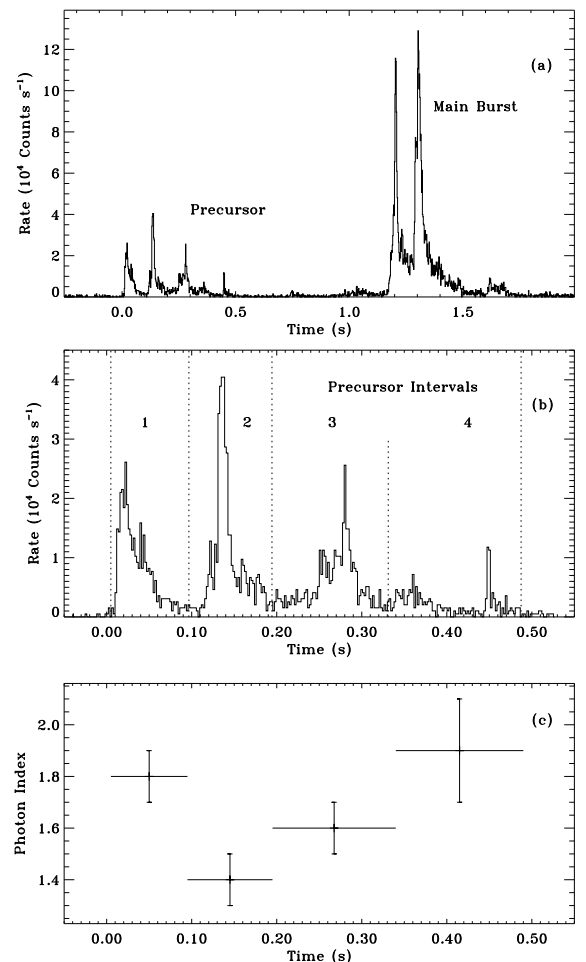 (a)
Main Burst
Precursor
Rate (10⁴ Counts s⁻¹)
12
10
8
6
4
2
0
0.0 0.5 1.0 1.5
Time (s)
Precursor Intervals
(b)
1 2 3 4
Rate (10⁴ Counts s⁻¹)
4
3
2
1
0
0.00 0.10 0.20 0.30 0.40 0.50
Time (s)
(c)
Photon Index
2.0
1.8
1.6
1.4
0.00 0.10 0.20 0.30 0.40 0.50
Time (s)